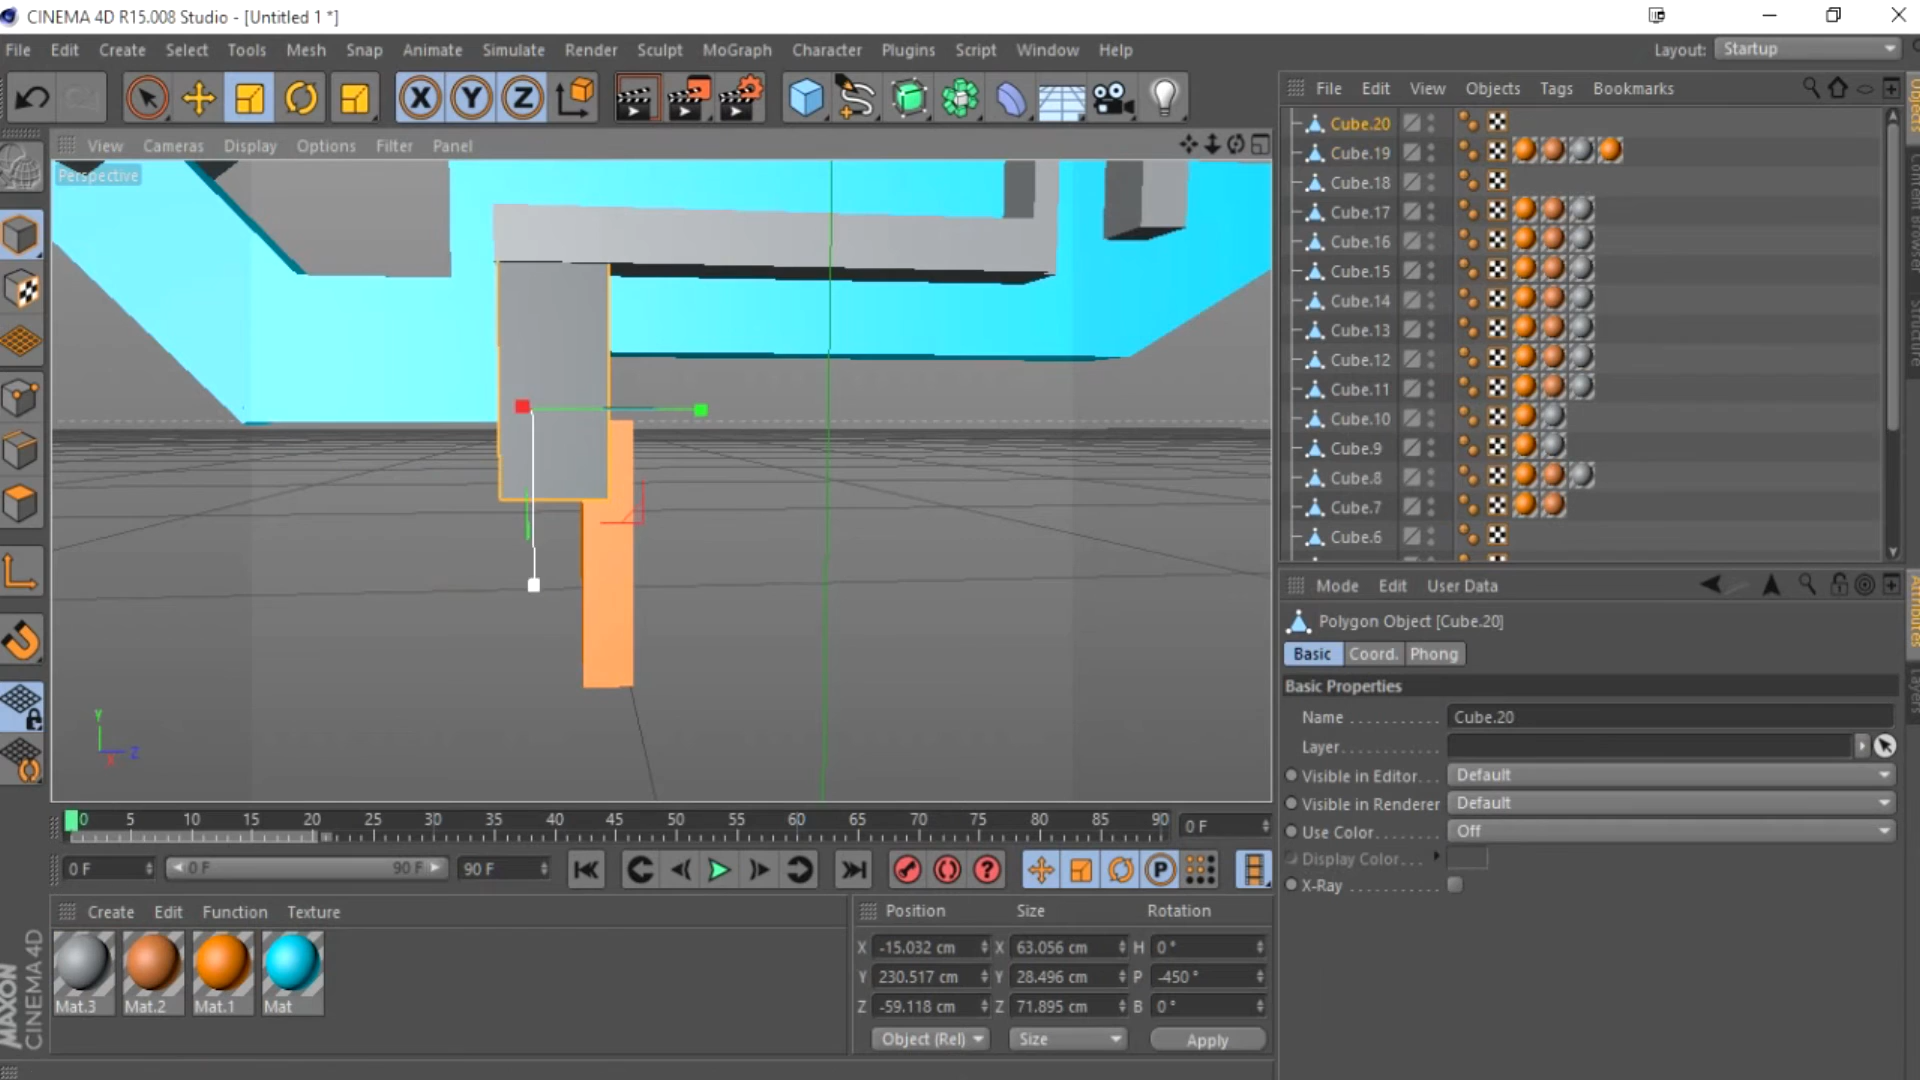 CINEMA 4D R15.008 Studio - [Untitled 1 *]
File Edit Create Select Tools Mesh Snap Animate Simulate Render Sculpt MoGraph Character Plugins Script Window Help
Layout: Startup
X Y Z
File Edit View Objects Tags Bookmarks
View Cameras Display Options Filter Panel
Perspective
Cube.20
Cube.19
Cube.18
Cube.17
Cube.16
Cube.15
Cube.14
Cube.13
Cube.12
Cube.11
Cube.10
Cube.9
Cube.8
Cube.7
Cube.6
Objects
Content Browser
Structure
Y
Z
X
Mode Edit User Data
Polygon Object [Cube.20]
Basic Coord. Phong
Basic Properties
Name . . . . . . . . . . . Cube.20
Layer. . . . . . . . . . . .
Visible in Editor. . . Default
Visible in Renderer Default
Use Color. . . . . . . . Off
Display Color. . .
X-Ray . . . . . . . . . . .
Attributes
Layers
0 5 10 15 20 25 30 35 40 45 50 55 60 65 70 75 80 85 90 0 F
0 F 0 F 90 F 90 F
? P
Create Edit Function Texture
Mat.3 Mat.2 Mat.1 Mat
Position Size Rotation
X -15.032 cm X 63.056 cm H 0 °
Y 230.517 cm Y 28.496 cm P -450 °
Z -59.118 cm Z 71.895 cm B 0 °
Object (Rel) Size Apply
MAXON
CINEMA 4D